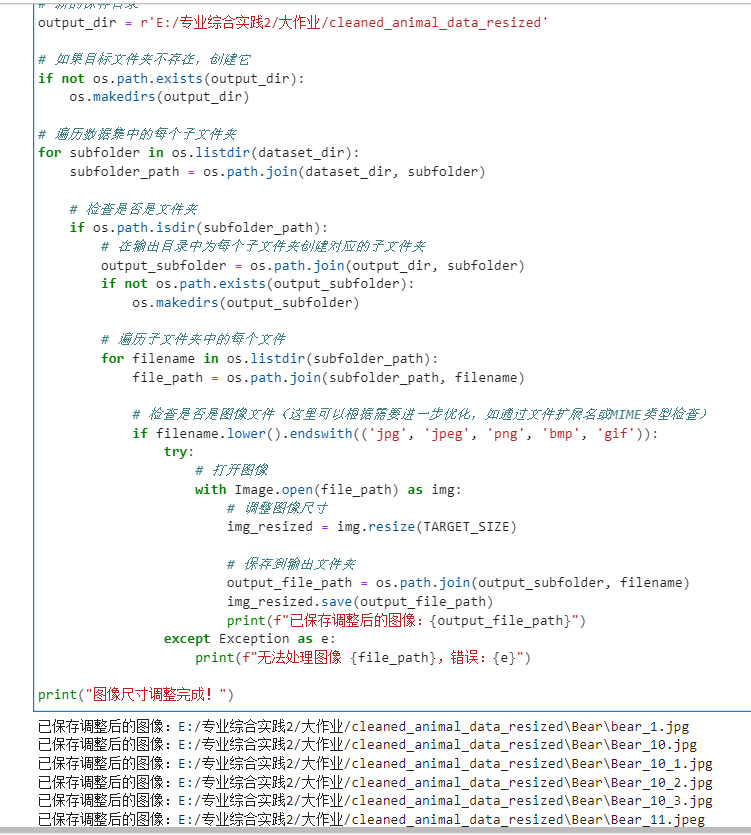 # 新的保存目录
output_dir = r'E:/专业综合实践2/大作业/cleaned_animal_data_resized'
# 如果目标文件夹不存在，创建它
if not os.path.exists(output_dir):
    os.makedirs(output_dir)
# 遍历数据集中的每个子文件夹
for subfolder in os.listdir(dataset_dir):
    subfolder_path = os.path.join(dataset_dir, subfolder)
    # 检查是否是文件夹
    if os.path.isdir(subfolder_path):
        # 在输出目录中为每个子文件夹创建对应的子文件夹
        output_subfolder = os.path.join(output_dir, subfolder)
        if not os.path.exists(output_subfolder):
            os.makedirs(output_subfolder)
        # 遍历子文件夹中的每个文件
        for filename in os.listdir(subfolder_path):
            file_path = os.path.join(subfolder_path, filename)
            # 检查是否是图像文件（这里可以根据需要进一步优化，如通过文件扩展名或MIME类型检查）
            if filename.lower().endswith(('jpg', 'jpeg', 'png', 'bmp', 'gif')):
                try:
                    # 打开图像
                    with Image.open(file_path) as img:
                        # 调整图像尺寸
                        img_resized = img.resize(TARGET_SIZE)
                        # 保存到输出文件夹
                        output_file_path = os.path.join(output_subfolder, filename)
                        img_resized.save(output_file_path)
                        print(f"已保存调整后的图像：{output_file_path}")
                except Exception as e:
                    print(f"无法处理图像 {file_path}，错误：{e}")
print("图像尺寸调整完成！")
已保存调整后的图像：E:/专业综合实践2/大作业/cleaned_animal_data_resized\Bear\bear_1.jpg
已保存调整后的图像：E:/专业综合实践2/大作业/cleaned_animal_data_resized\Bear\Bear_10.jpg
已保存调整后的图像：E:/专业综合实践2/大作业/cleaned_animal_data_resized\Bear\Bear_10_1.jpg
已保存调整后的图像：E:/专业综合实践2/大作业/cleaned_animal_data_resized\Bear\Bear_10_2.jpg
已保存调整后的图像：E:/专业综合实践2/大作业/cleaned_animal_data_resized\Bear\Bear_10_3.jpg
已保存调整后的图像：E:/专业综合实践2/大作业/cleaned_animal_data_resized\Bear\Bear_11.jpeg